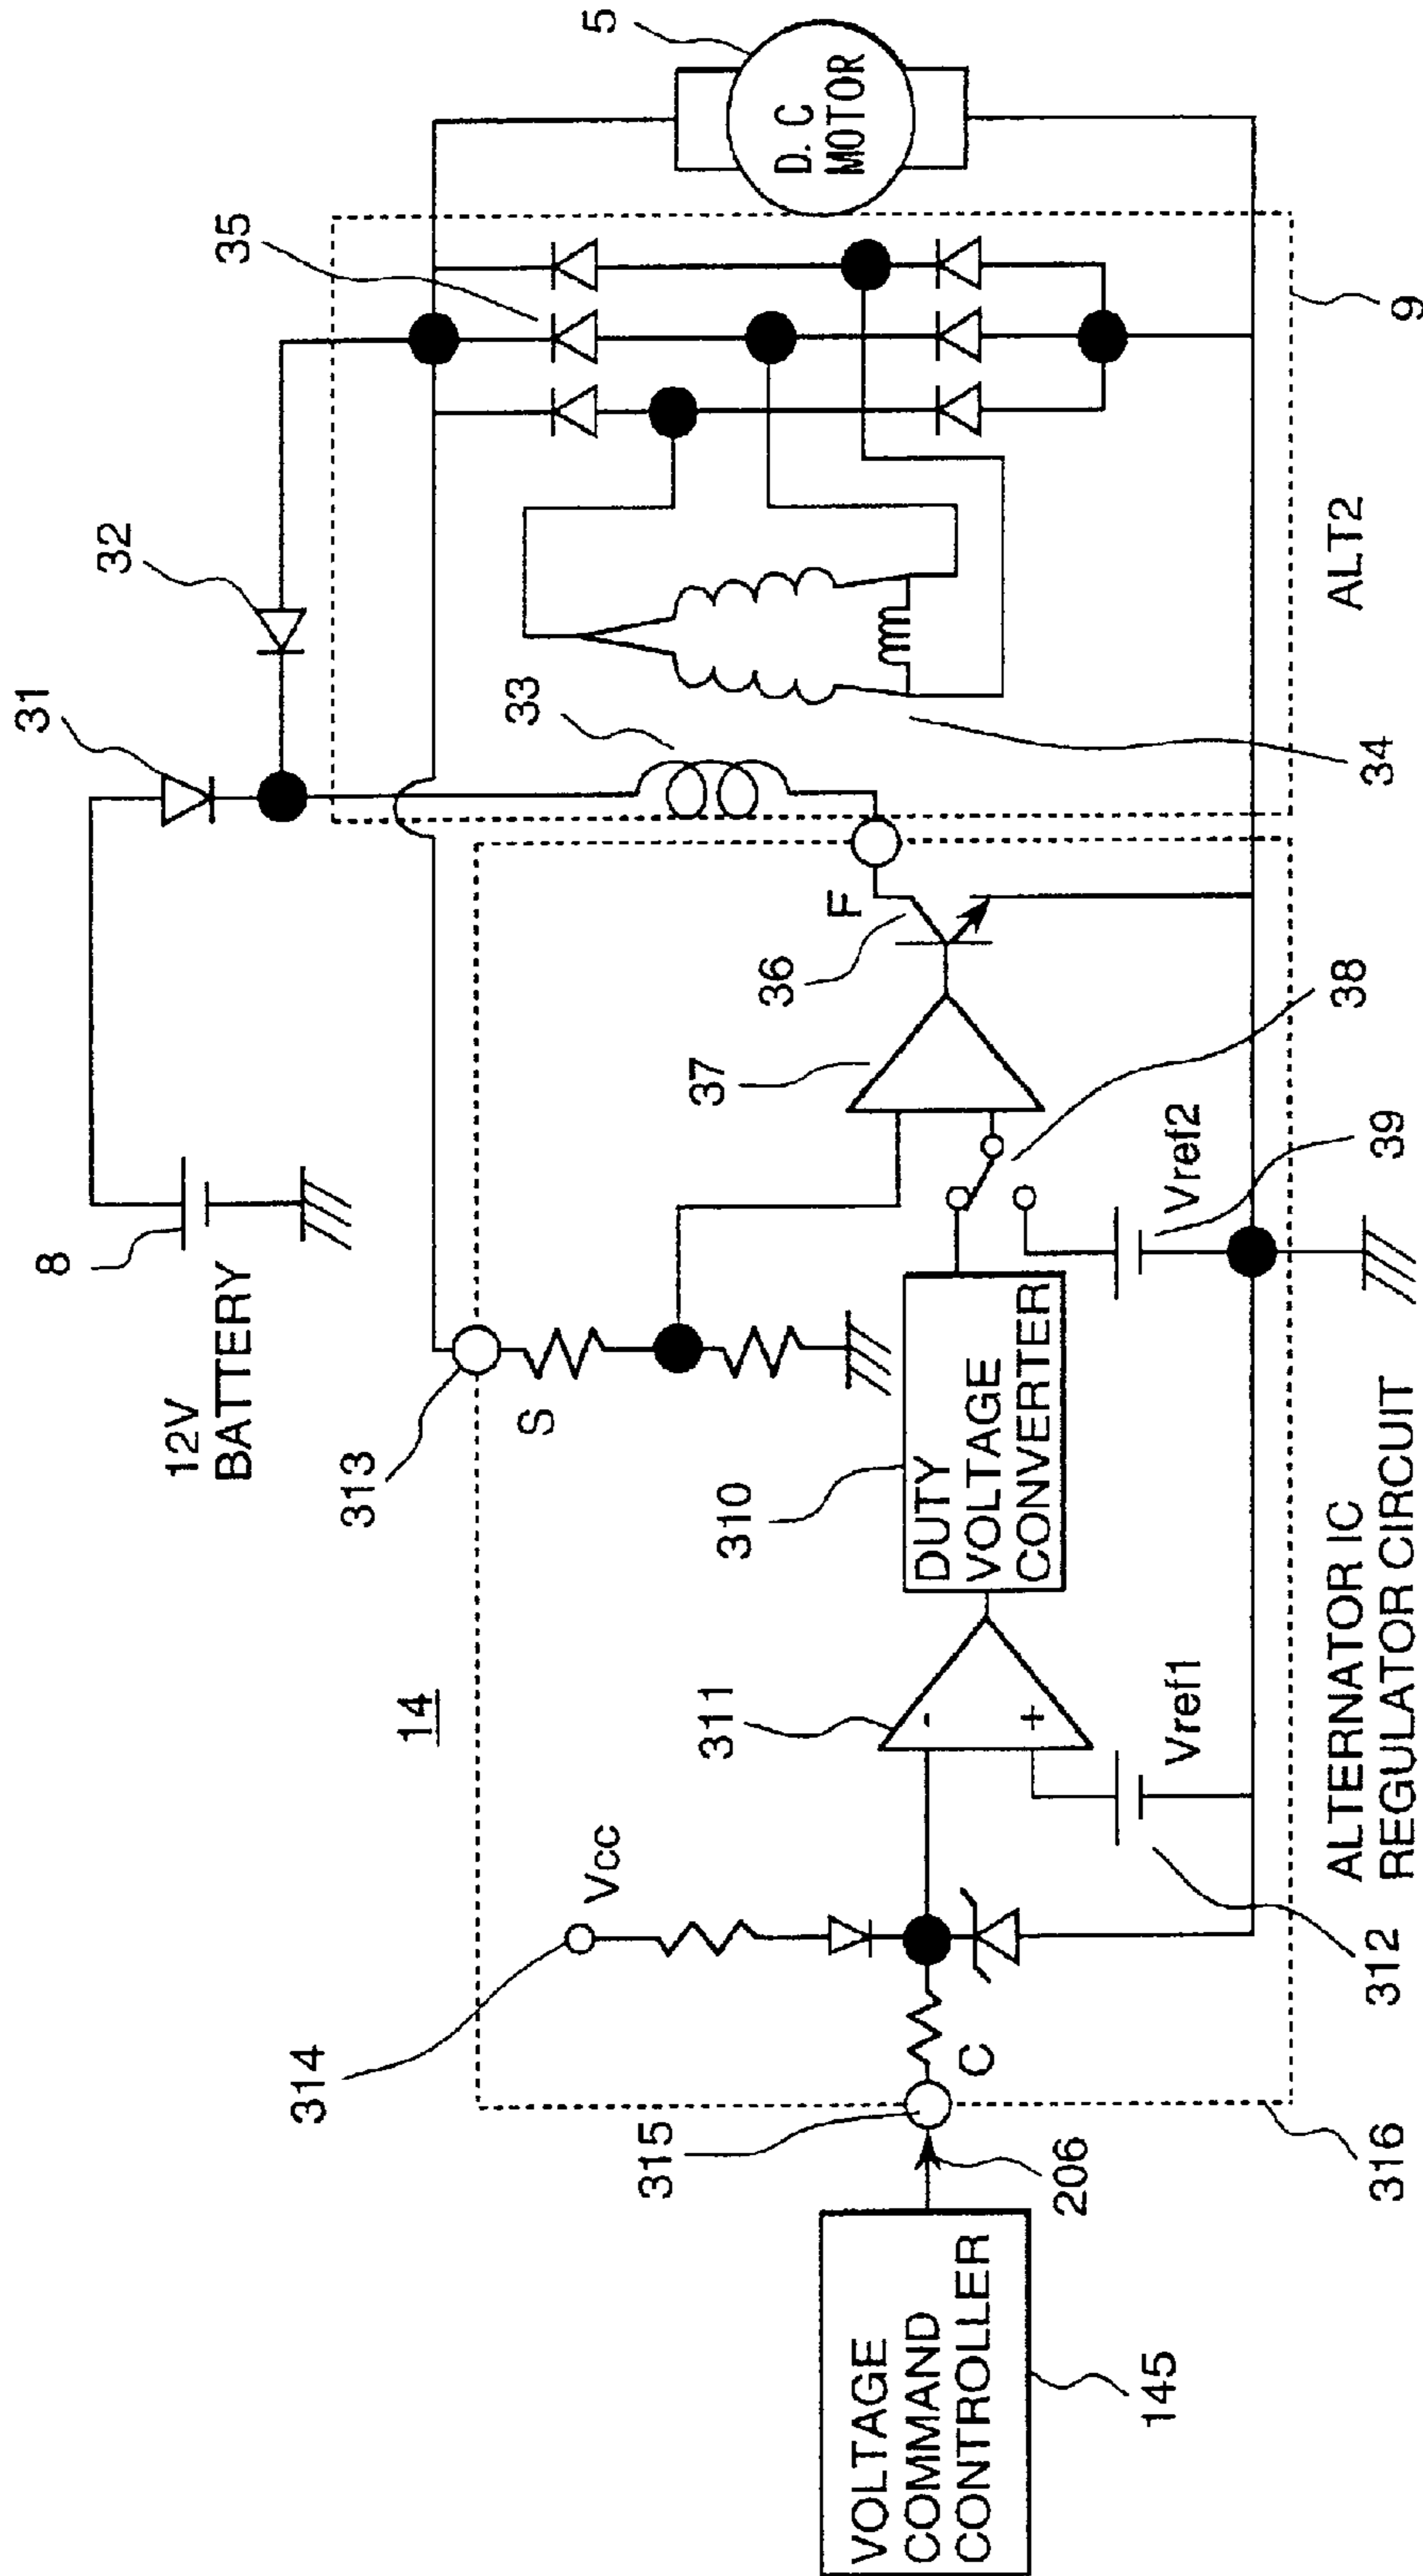 8
12V
BATTERY
31
32
35
5
D.C
MOTOR
14
313
S
33
34
F
36
37
38
9
ALT2
314
Vcc
311
-
+
310
DUTY
VOLTAGE
CONVERTER
Vref2
39
Vref1
312
315
C
206
VOLTAGE
COMMAND
CONTROLLER
145
316
ALTERNATOR IC
REGULATOR CIRCUIT